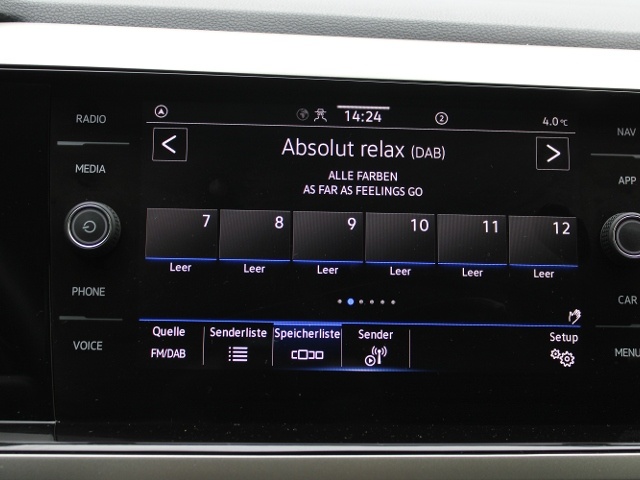 RADIO
MEDIA
PHONE
VOICE
14:24
2
4.0°C
NAV
APP
CAR
MENU
<
Absolut relax (DAB)
>
ALLE FARBEN
AS FAR AS FEELINGS GO
7 8 9 10 11 12
Leer Leer Leer Leer Leer Leer
Quelle Senderliste Speicherliste Sender Setup
FM/DAB